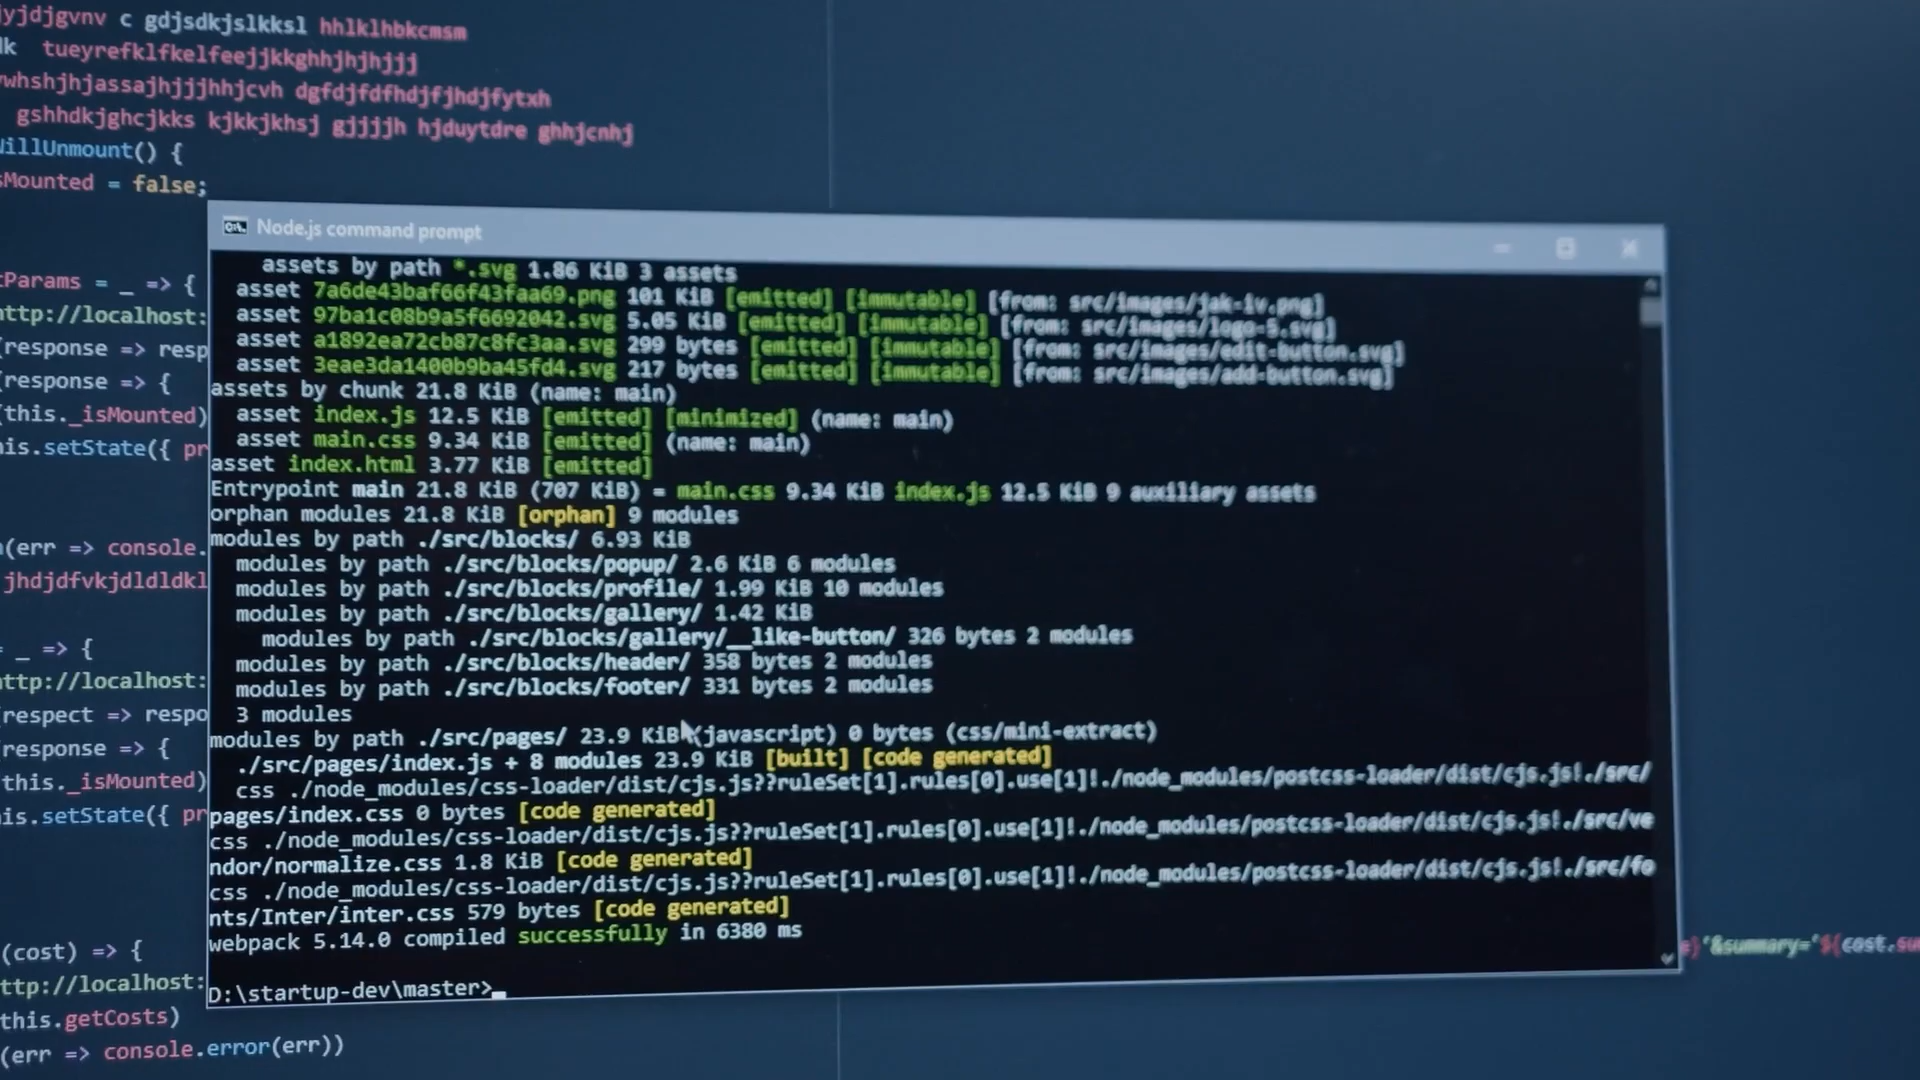 iyjdjgvnv c gdjsdkjslkksl hhlklhbkcmsm
dk tueyrefklfkelfeejjkkghhjhjhjjj
ywhshjhjassajhjjjhhjcvh dgfdjfdfhdjfjhdjfytxh
gshhdkjghcjkks kjkkjkhsj gjjjjh hjduytdre ghhjcnhj
WillUnmount() {
sMounted = false;
tParams = _ => {
ttp://localhost:
(response => resp
(response => {
(this._isMounted)
is.setState({ pr
(err => console.
jhdjdfvkjdldldkl
= _ => {
ttp://localhost:
(respect => respo
(response => {
(this._isMounted)
is.setState({ pr
(cost) => {
ttp://localhost:
this.getCosts)
(err => console.error(err))
Node.js command prompt
assets by path *.svg 1.86 KiB 3 assets
asset 7a6de43baf66f43faa69.png 101 KiB [emitted] [immutable] [from: src/images/jak-iv.png]
asset 97ba1c08b9a5f6692042.svg 5.05 KiB [emitted] [immutable] [from: src/images/logo-5.svg]
asset a1892ea72cb87c8fc3aa.svg 299 bytes [emitted] [immutable] [from: src/images/edit-button.svg]
asset 3eae3da1400b9ba45fd4.svg 217 bytes [emitted] [immutable] [from: src/images/add-button.svg]
assets by chunk 21.8 KiB (name: main)
asset index.js 12.5 KiB [emitted] [minimized] (name: main)
asset main.css 9.34 KiB [emitted] (name: main)
asset index.html 3.77 KiB [emitted]
Entrypoint main 21.8 KiB (707 KiB) = main.css 9.34 KiB index.js 12.5 KiB 9 auxiliary assets
orphan modules 21.8 KiB [orphan] 9 modules
modules by path ./src/blocks/ 6.93 KiB
modules by path ./src/blocks/popup/ 2.6 KiB 6 modules
modules by path ./src/blocks/profile/ 1.99 KiB 10 modules
modules by path ./src/blocks/gallery/ 1.42 KiB
modules by path ./src/blocks/gallery/__like-button/ 326 bytes 2 modules
modules by path ./src/blocks/header/ 358 bytes 2 modules
modules by path ./src/blocks/footer/ 331 bytes 2 modules
3 modules
modules by path ./src/pages/ 23.9 KiB (javascript) 0 bytes (css/mini-extract)
./src/pages/index.js + 8 modules 23.9 KiB [built] [code generated]
css ./node_modules/css-loader/dist/cjs.js??ruleSet[1].rules[0].use[1]!./node_modules/postcss-loader/dist/cjs.js!./src/
pages/index.css 0 bytes [code generated]
css ./node_modules/css-loader/dist/cjs.js??ruleSet[1].rules[0].use[1]!./node_modules/postcss-loader/dist/cjs.js!./src/ve
ndor/normalize.css 1.8 KiB [code generated]
css ./node_modules/css-loader/dist/cjs.js??ruleSet[1].rules[0].use[1]!./node_modules/postcss-loader/dist/cjs.js!./src/fo
nts/Inter/inter.css 579 bytes [code generated]
webpack 5.14.0 compiled successfully in 6380 ms
D:\startup-dev\master>_
e}'&summary='${cost.su